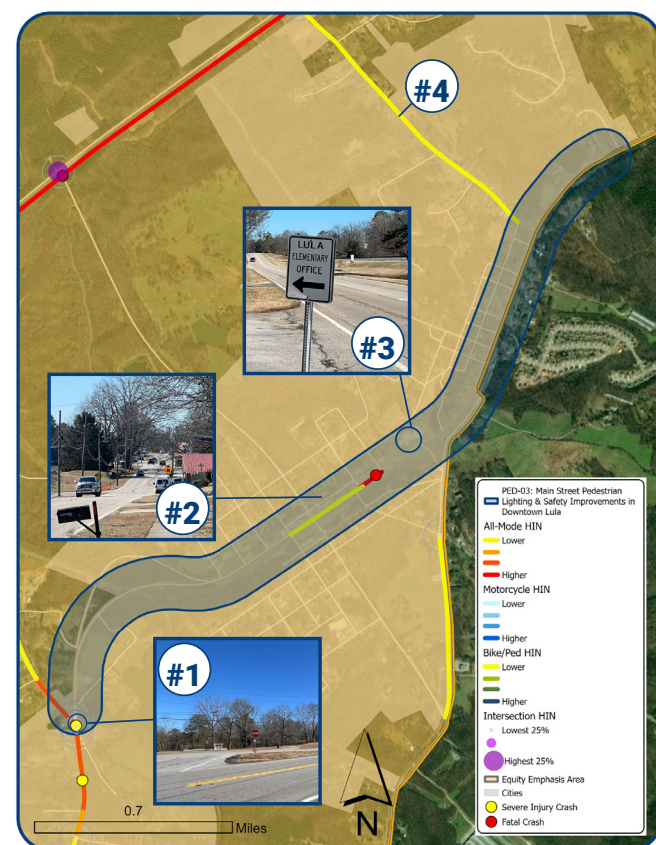 #4
LULA
ELEMENTARY
OFFICE
#3
#2
#1
0.7
Miles
N
PED-03: Main Street Pedestrian
Lighting & Safety Improvements in
Downtown Lula
All-Mode HIN
Lower
Higher
Motorcycle HIN
Lower
Higher
Bike/Ped HIN
Lower
Higher
Intersection HIN
Lowest 25%
Highest 25%
Equity Emphasis Area
Cities
Severe Injury Crash
Fatal Crash